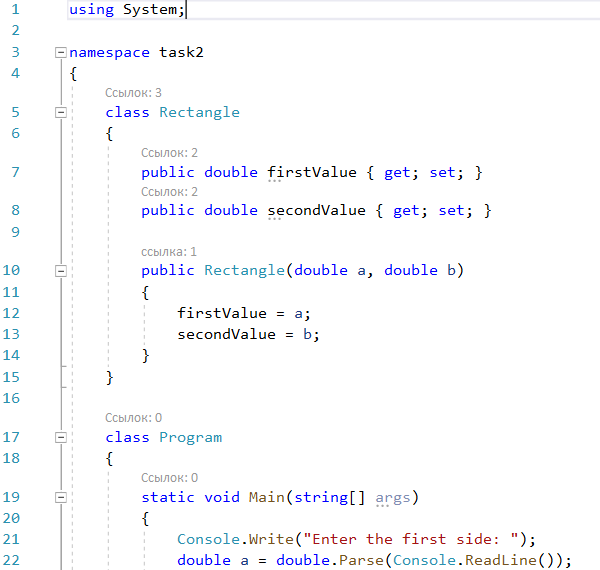 1 using System;
2
3 namespace task2
4 {
Ссылок: 3
5 class Rectangle
6 {
Ссылок: 2
7 public double firstValue { get; set; }
Ссылок: 2
8 public double secondValue { get; set; }
9
ссылка: 1
10 public Rectangle(double a, double b)
11 {
12 firstValue = a;
13 secondValue = b;
14 }
15 }
16
Ссылок: 0
17 class Program
18 {
Ссылок: 0
19 static void Main(string[] args)
20 {
21 Console.Write("Enter the first side: ");
22 double a = double.Parse(Console.ReadLine());